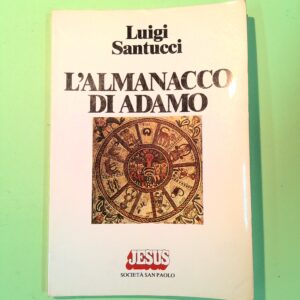 Luigi
Santucci
L'ALMANACCO
DI ADAMO
JESUS
SOCIETÀ SAN PAOLO